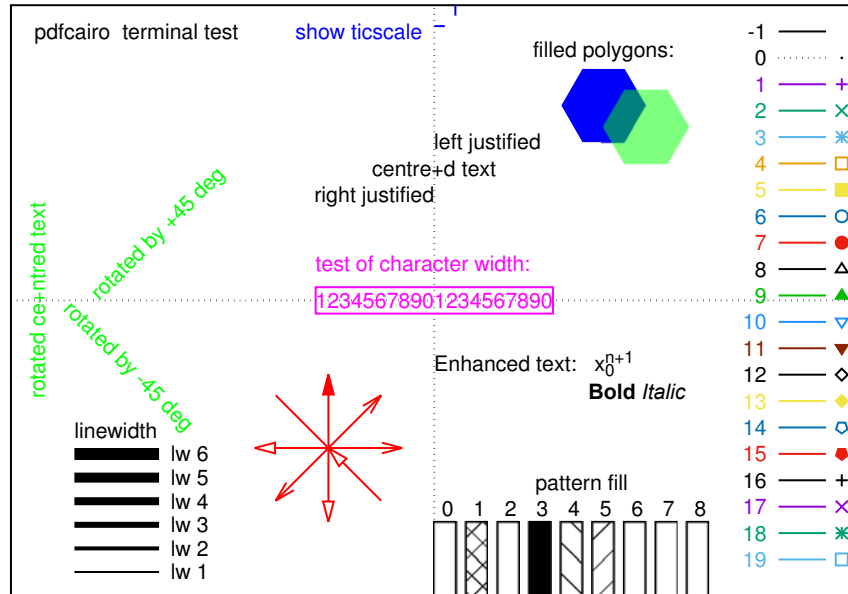 pdfcairo  terminal test
show ticscale
filled polygons:
left justified
centre+d text
right justified
rotated ce+ntred text
rotated by +45 deg
rotated by -45 deg
test of character width:
12345678901234567890
Enhanced text:   x0n+1
Bold Italic
linewidth
lw 6
lw 5
lw 4
lw 3
lw 2
lw 1
pattern fill
0 1 2 3 4 5 6 7 8
-1
0
1
2
3
4
5
6
7
8
9
10
11
12
13
14
15
16
17
18
19